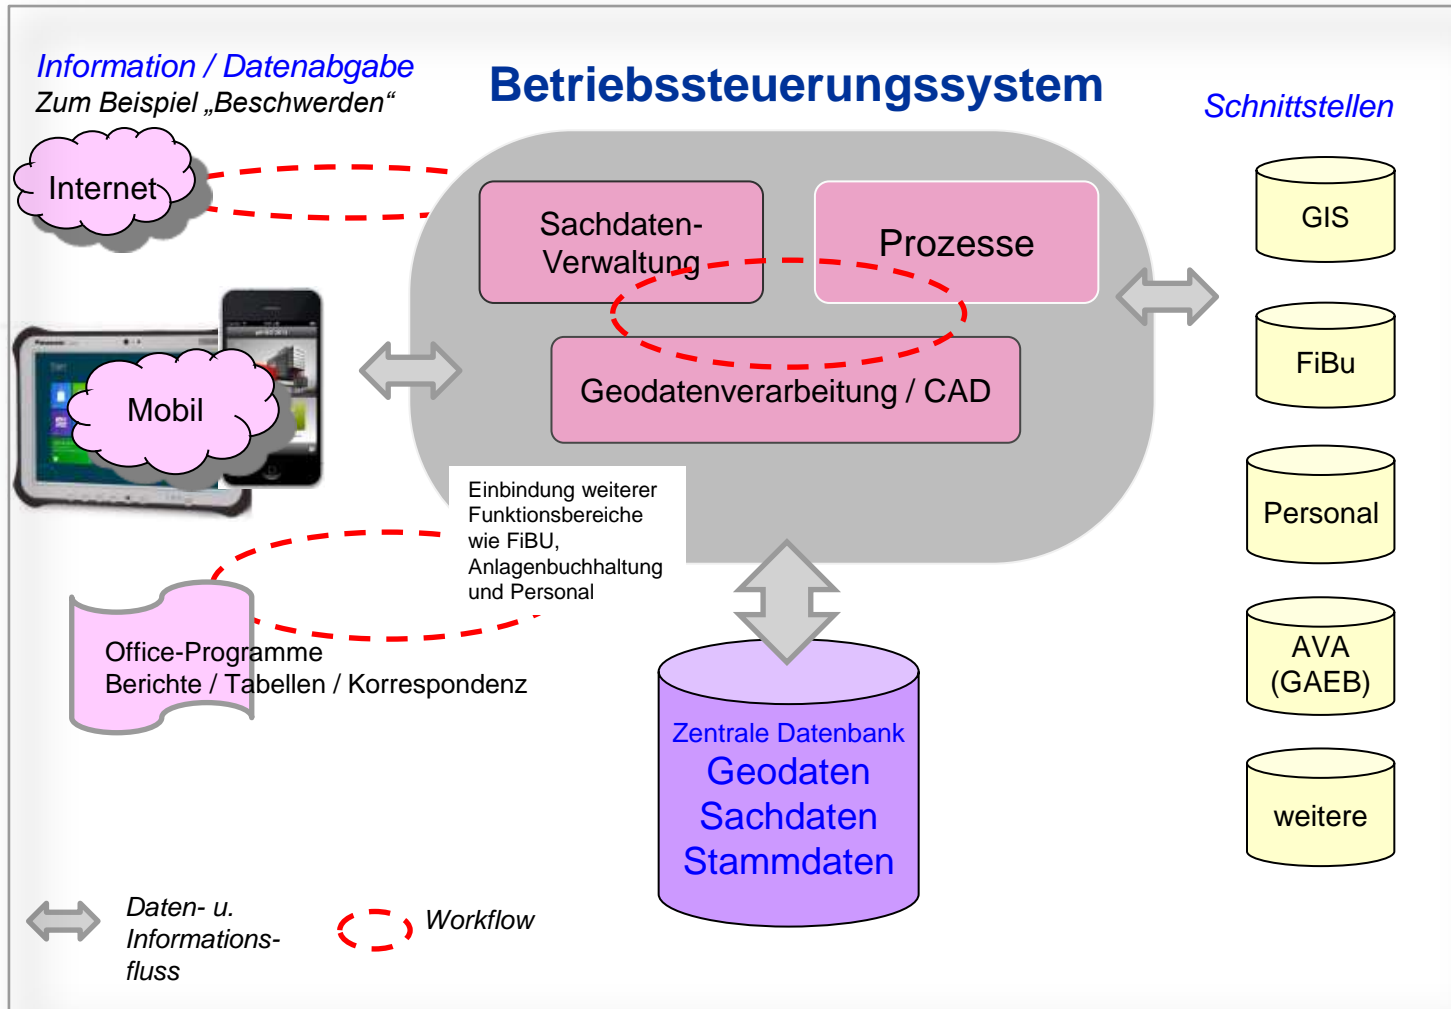 Information / Datenabgabe
Zum Beispiel „Beschwerden“
Betriebssteuerungssystem
Schnittstellen
Internet
Sachdaten-
Verwaltung
Prozesse
Geodatenverarbeitung / CAD
Mobil
Einbindung weiterer
Funktionsbereiche
wie FiBU,
Anlagenbuchhaltung
und Personal
Office-Programme
Berichte / Tabellen / Korrespondenz
Zentrale Datenbank
Geodaten
Sachdaten
Stammdaten
GIS
FiBu
Personal
AVA
(GAEB)
weitere
Daten- u.
Informations-
fluss
Workflow